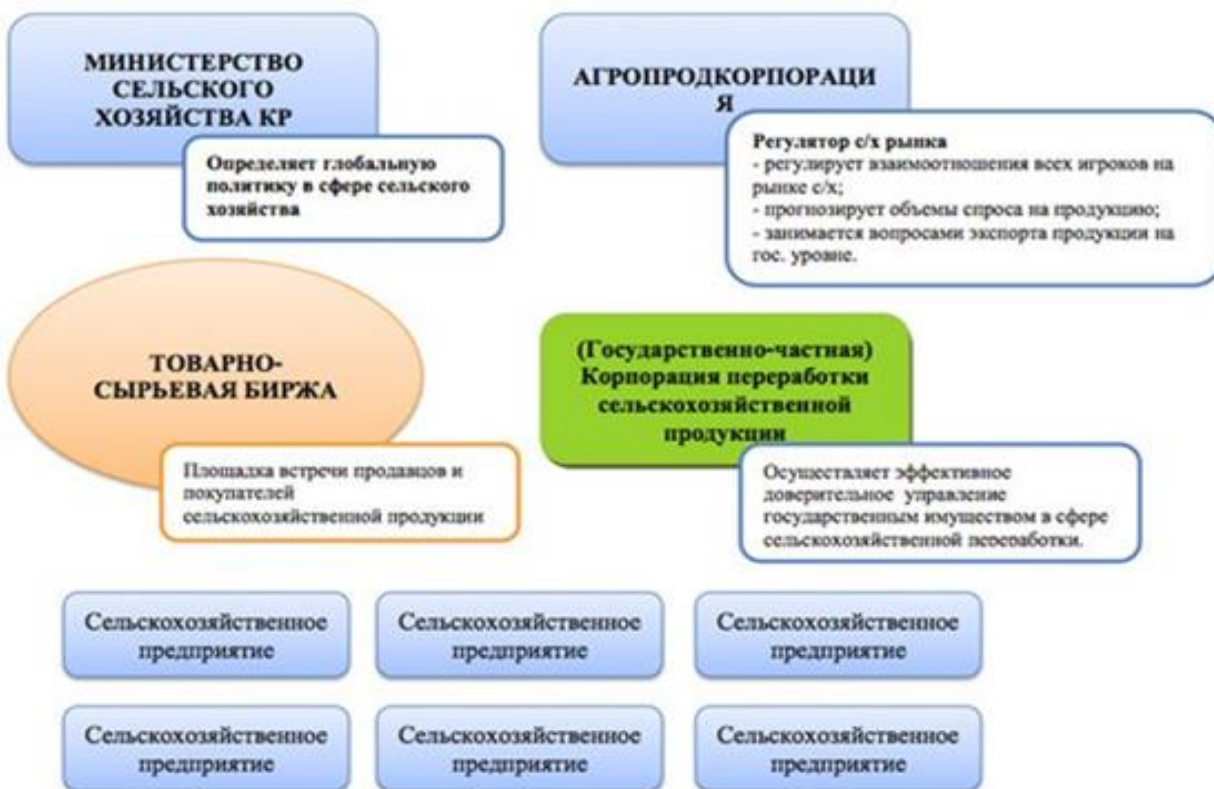 МИНИСТЕРСТВО
СЕЛЬСКОГО
ХОЗЯЙСТВА КР
Определяет глобальную
политику в сфере сельского
хозяйства
АГРОПРОДКОРПОРАЦИ
Я
Регулятор с/х рынка
- регулирует взаимоотношения всех игроков на
рынке с/х;
- прогнозирует объемы спроса на продукцию;
- занимается вопросами экспорта продукции на
гос. уровне.
ТОВАРНО-
СЫРЬЕВАЯ БИРЖА
Площадка встречи продавцов и
покупателей
сельскохозяйственной продукции
(Государственно-частная)
Корпорация переработки
сельскохозяйственной
продукции
Осуществляет эффективное
доверительное управление
государственным имуществом в сфере
сельскохозяйственной переработки.
Сельскохозяйственное
предприятие
Сельскохозяйственное
предприятие
Сельскохозяйственное
предприятие
Сельскохозяйственное
предприятие
Сельскохозяйственное
предприятие
Сельскохозяйственное
предприятие